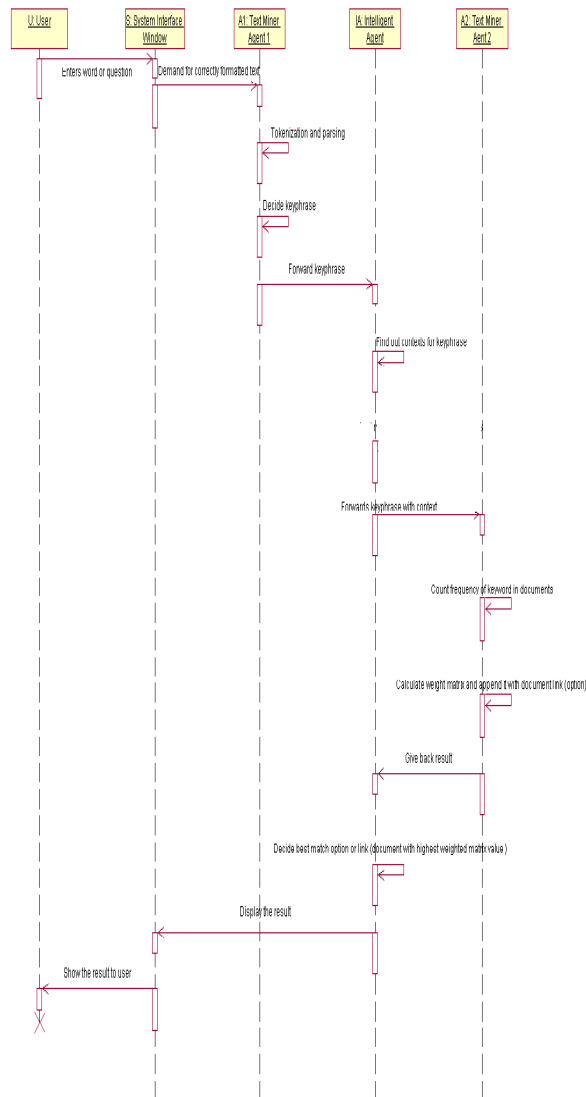 U: User
S: System Interface
Window
A1: Text Miner
Agent 1
IA: Intelligent
Agent
A2: Text Miner
Aent 2
Enters word or question
Demand for correctly formatted text
Tokenization and parsing
Decide keyphrase
Forward keyphrase
Find out contexts for keyphrase
Forwards keyphrase with context
Count frequency of keyword in documents
Calculate weight matrix and append it with document link (option)
Give back result
Decide best match option or link (document with highest weighted matrix value )
Display the result
Show the result to user